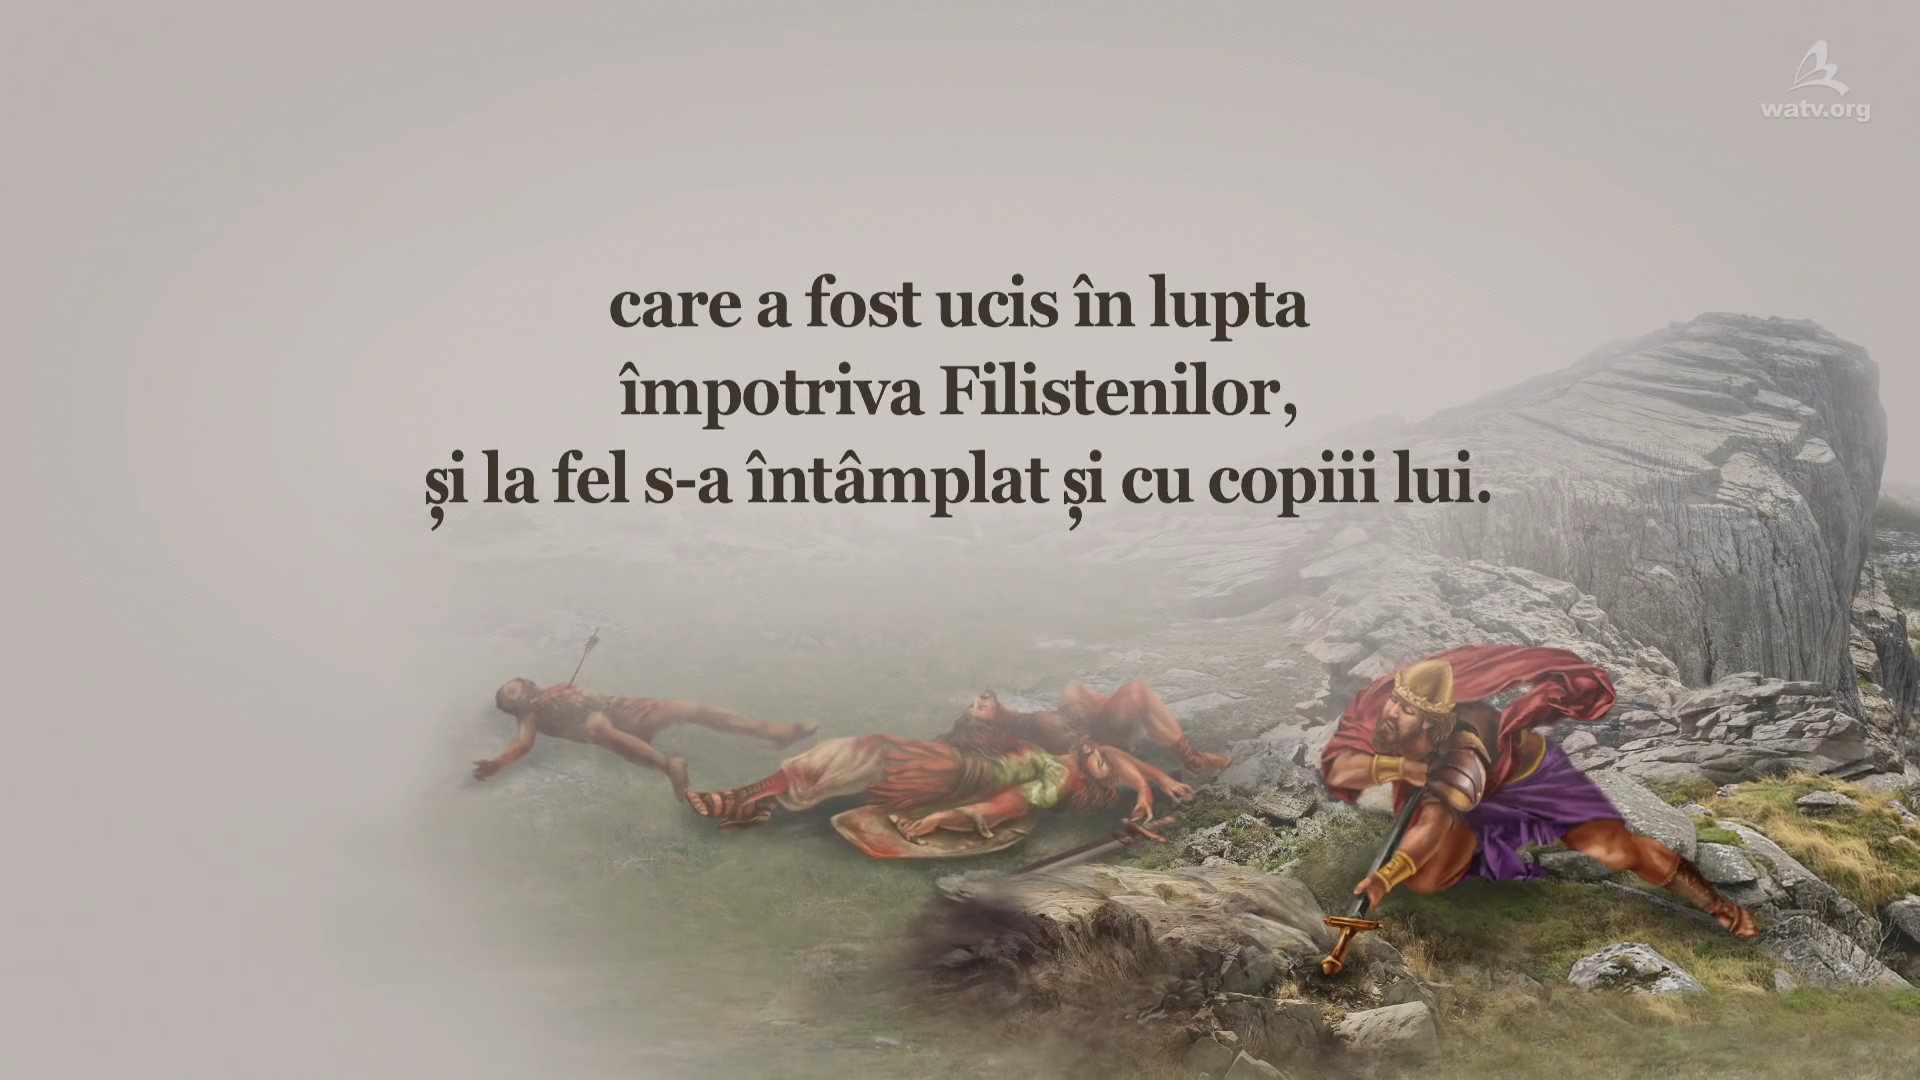 watv.org
care a fost ucis în lupta
împotriva Filistenilor,
și la fel s-a întâmplat și cu copiii lui.